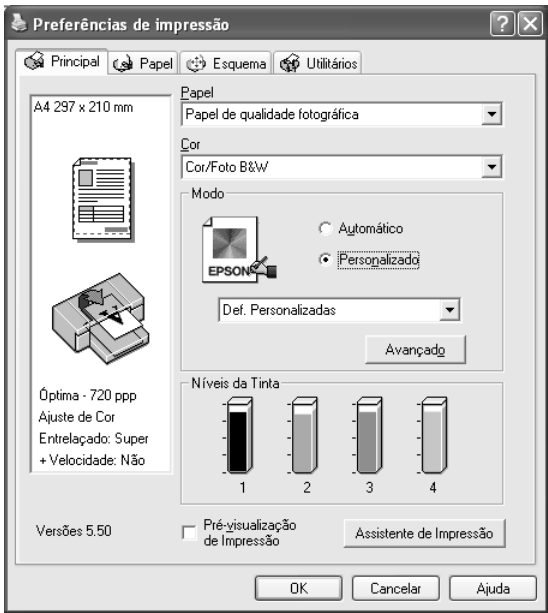 Preferências de impressão
Principal
Papel
Esquema
Utilitários
A4 297 x 210 mm
Óptima - 720 ppp
Ajuste de Cor
Entrelaçado: Super
+ Velocidade: Não
Versões 5.50
Papel
Papel de qualidade fotográfica
Cor
Cor/Foto B&W
Modo
EPSON
Automático
Personalizado
Def. Personalizadas
Avançado
Níveis da Tinta
1 2 3 4
Pré-visualização
de Impressão
Assistente de Impressão
OK
Cancelar
Ajuda